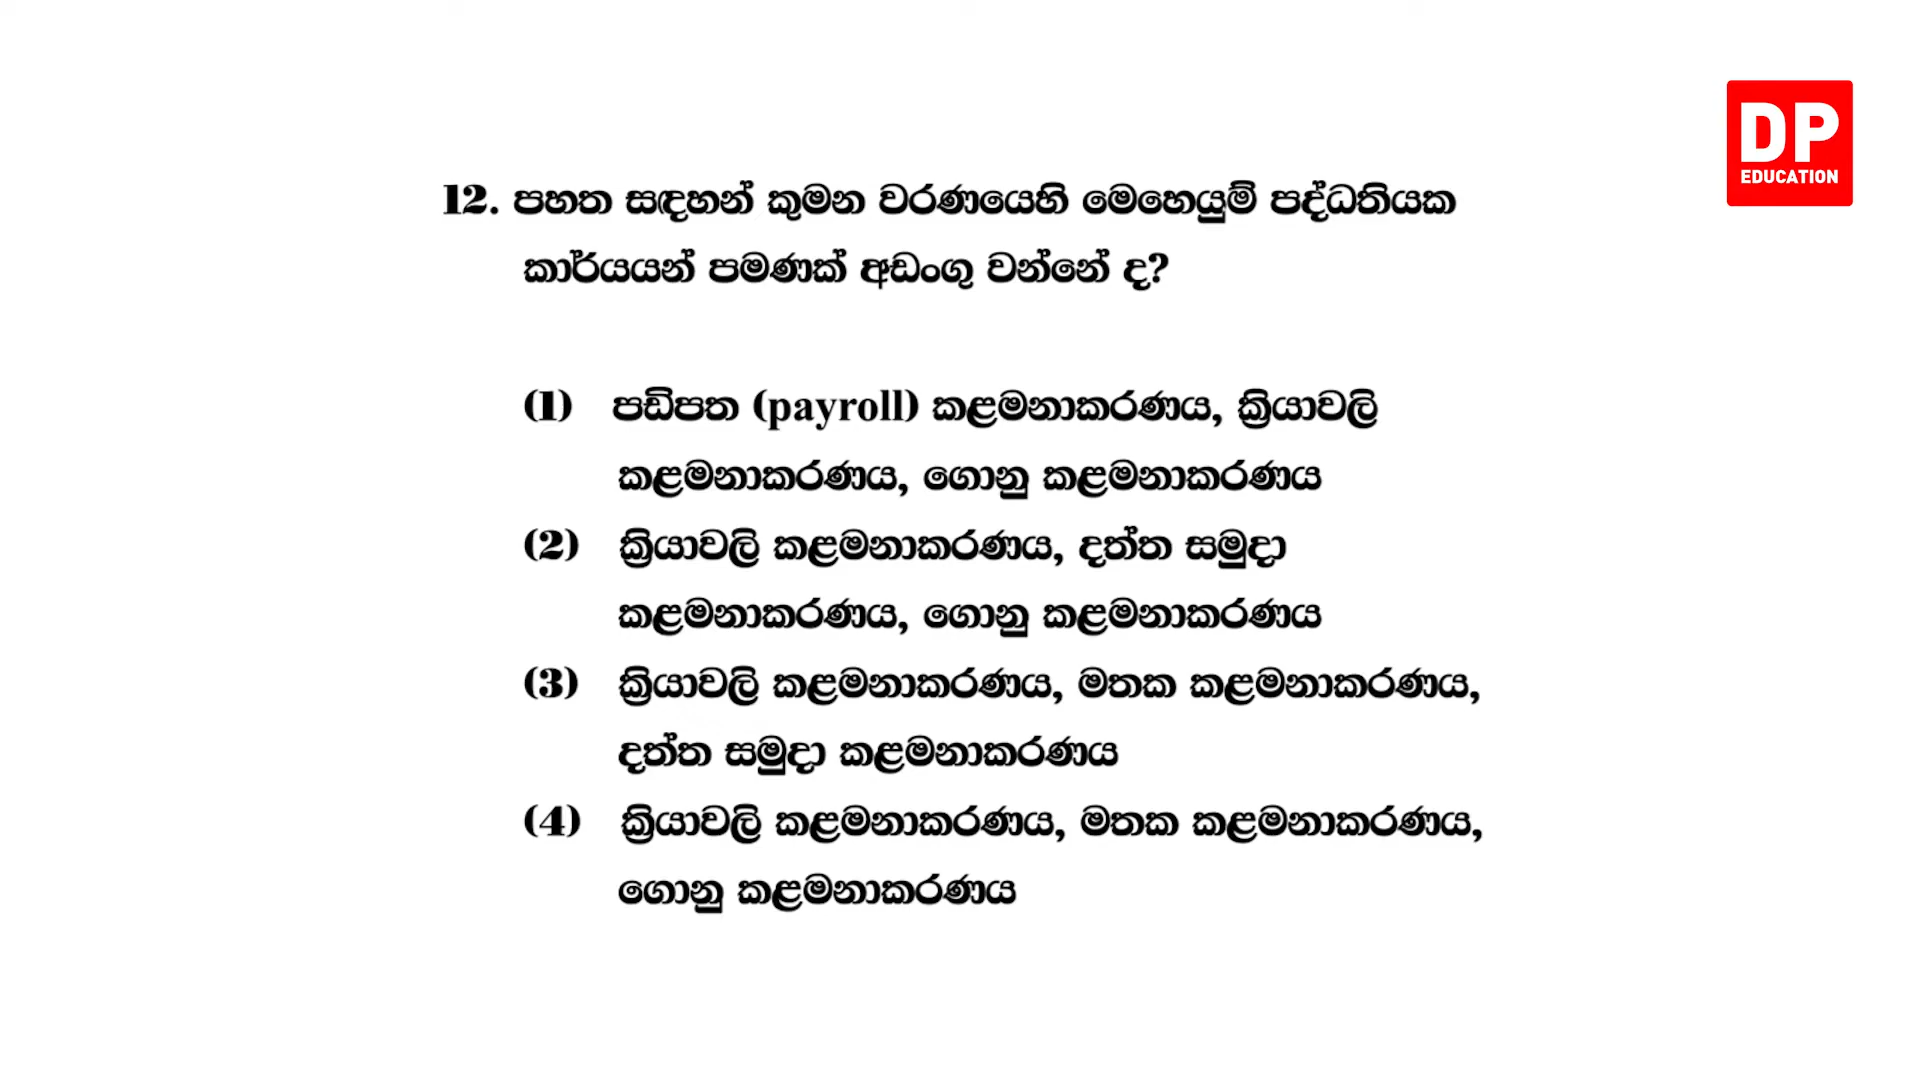 DP
EDUCATION
12. පහත සඳහන් කුමන වරණයෙහි මෙහෙයුම් පද්ධතියක
කාර්යයන් පමණක් අඩංගු වන්නේ ද?
(1) පඩිපත (payroll) කළමනාකරණය, ක්‍රියාවලි
කළමනාකරණය, ගොනු කළමනාකරණය
(2) ක්‍රියාවලි කළමනාකරණය, දත්ත සමුදා
කළමනාකරණය, ගොනු කළමනාකරණය
(3) ක්‍රියාවලි කළමනාකරණය, මතක කළමනාකරණය,
දත්ත සමුදා කළමනාකරණය
(4) ක්‍රියාවලි කළමනාකරණය, මතක කළමනාකරණය,
ගොනු කළමනාකරණය